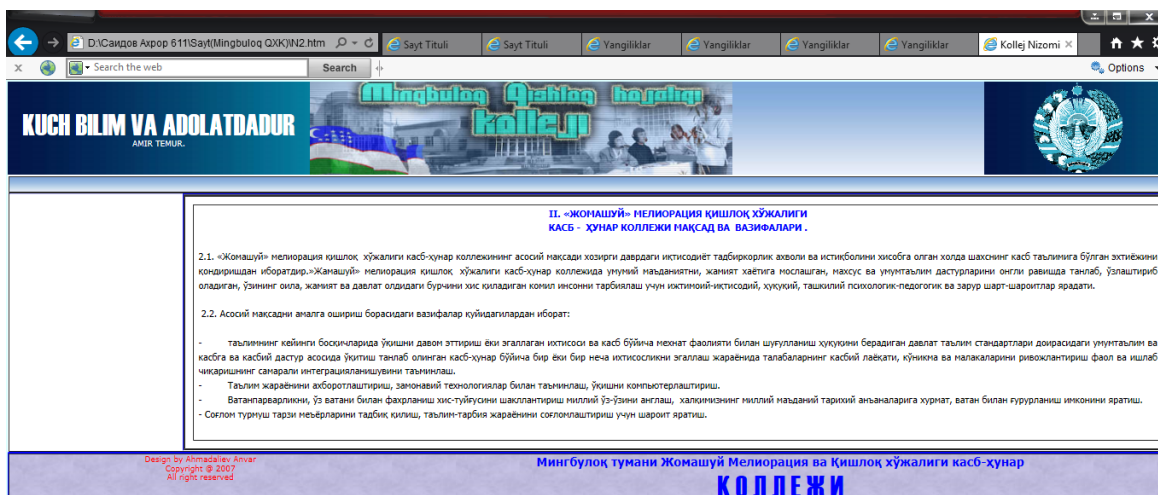 D:\Саидов Ахрор 611\Sayt(Mingbuloq QXK)\N2.htm
Sayt Tituli
Sayt Tituli
Yangiliklar
Yangiliklar
Yangiliklar
Yangiliklar
Kollej Nizomi
Search the web
Search
Options
KUCH BILIM VA ADOLATDADUR
AMIR TEMUR.
Mingbuloq Qishloq hojaligi
kolleji
II. «ЖОМАШУЙ» МЕЛИОРАЦИЯ ҚИШЛОҚ ХЎЖАЛИГИ
КАСБ - ҲУНАР КОЛЛЕЖИ МАҚСАД ВА ВАЗИФАЛАРИ .
2.1. «Жомашуй» мелиорация қишлоқ хўжалиги касб-ҳунар коллежининг асосий мақсади хозирги даврдаги иқтисодиёт тадбиркорлик ахволи ва истиқболини хисобга олган холда шахснинг касб таълимига бўлган эхтиёжини
қондиришдан иборатдир.»Жамашуй» мелиорация қишлоқ хўжалиги касб-ҳунар коллежида умумий маъданиятни, жамият хаётига мослашган, махсус ва умумтаълим дастурларини онгли равишда танлаб, ўзлаштириб
оладиган, ўзининг оила, жамият ва давлат олдидаги бурчини хис қиладиган комил инсонни тарбиялаш учун ижтимоий-иқтисодий, ҳуқуқий, ташкилий психологик-педогогик ва зарур шарт-шароитлар ярадати.
2.2. Асосий мақсадни амалга ошириш борасидаги вазифалар қуйидагилардан иборат:
- таълимнинг кейинги босқичларида ўқишни давом эттириш ёки эгаллаган ихтисоси ва касб бўйича мехнат фаолияти билан шуғулланиш ҳуқуқини берадиган давлат таълим стандартлари доирасидаги умумтаълим ва
касбга ва касбий дастур асосида ўқитиш танлаб олинган касб-ҳунар бўйича бир ёки бир неча ихтисосликни эгаллаш жараёнида талабаларнинг касбий лаёқати, кўникма ва малакаларини ривожлантириш фаол ва ишлаб
чиқаришнинг самарали интеграцияланишувини таъминлаш.
- Таълим жараёнини ахборотлаштириш, замонавий технологиялар билан таъминлаш, ўқишни компьютерлаштириш.
- Ватанпарварликни, ўз ватани билан фахрланиш хис-туйғусини шакллантириш миллий ўз-ўзини англаш, халқимизнинг миллий маъданий тарихий анъаналарига хурмат, ватан билан ғурурланиш имконини яратиш.
- Соғлом турмуш тарзи меъёрларини тадбиқ қилиш, таълим-тарбия жараёнини соғломлаштириш учун шароит яратиш.
Design by Ahmadaliev Anvar
Copyright @ 2007
All right reserved
Мингбулоқ тумани Жомашуй Мелиорация ва Қишлоқ хўжалиги касб-ҳунар
КОЛЛЕЖИ